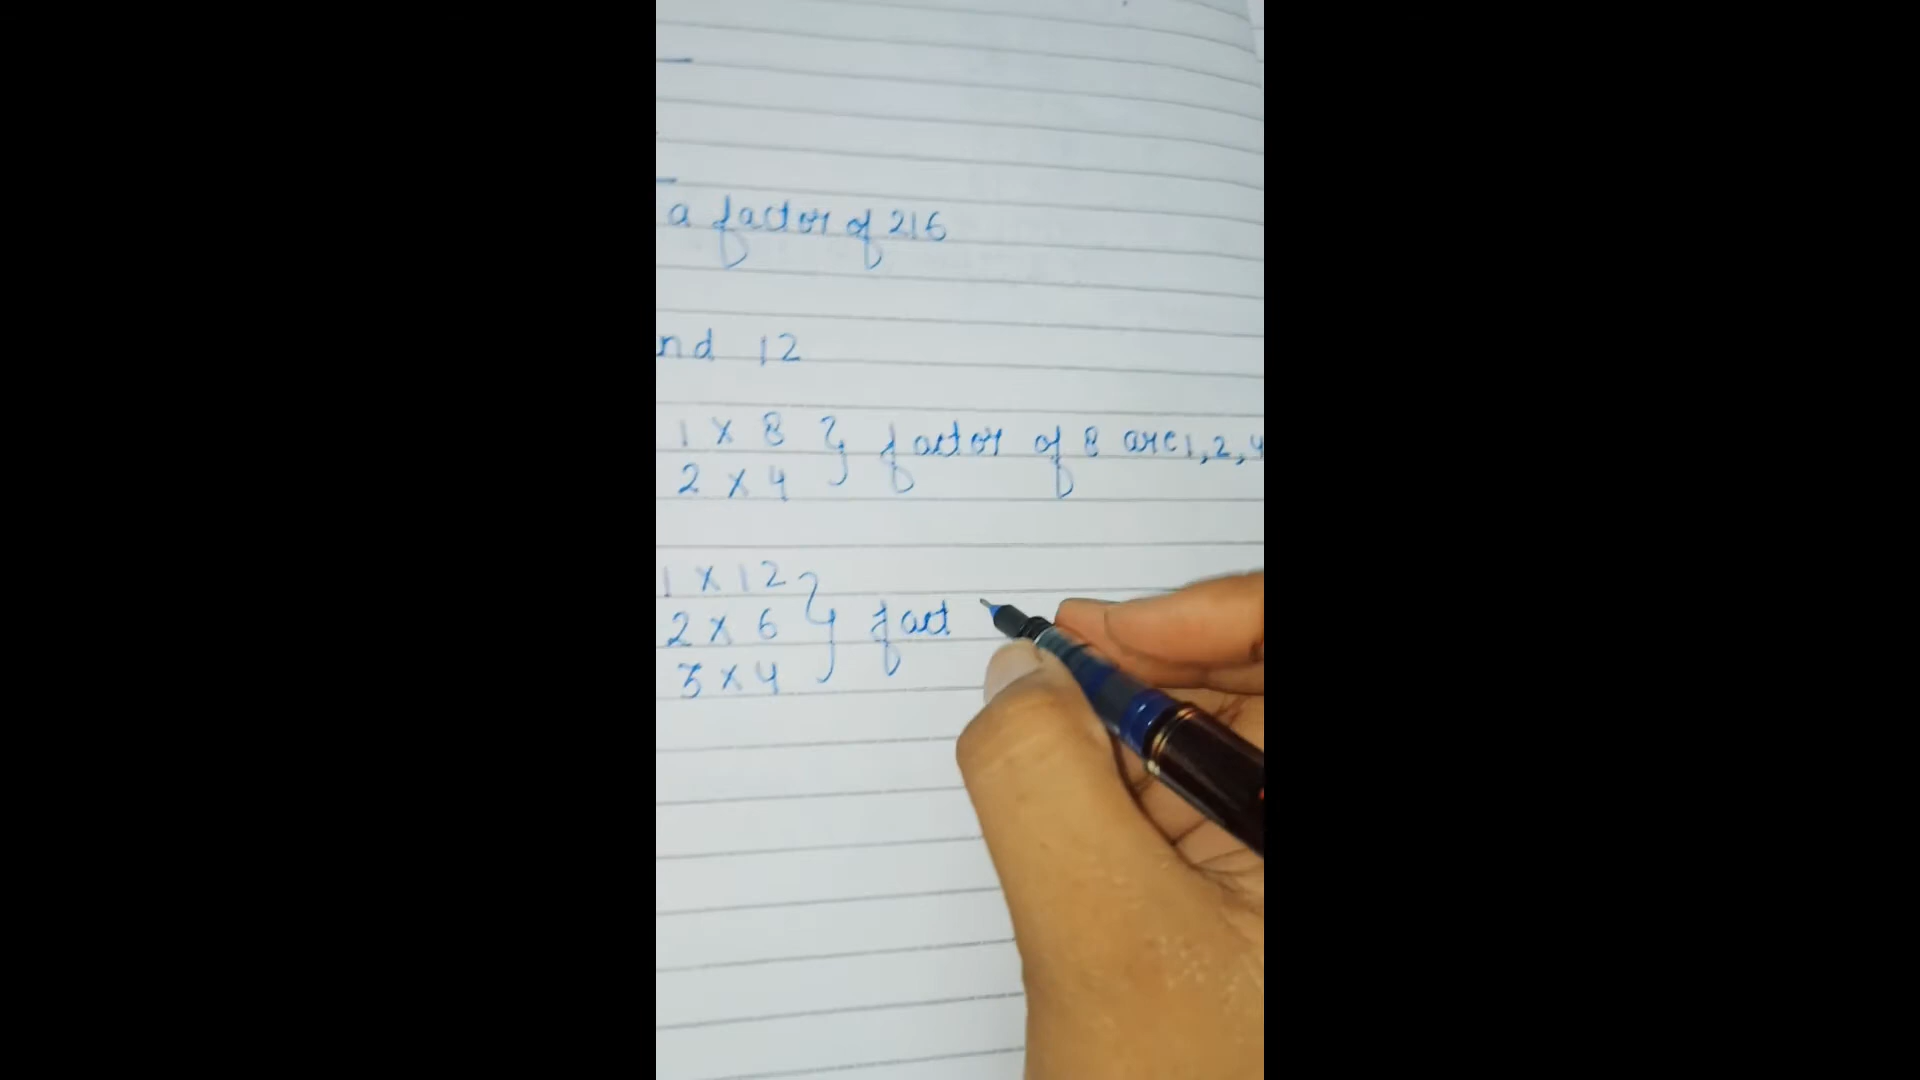 a factor of 216
nd 12
1 x 8 } factor of 8 are 1, 2, 4
2 x 4
1 x 12
2 x 6 } fact
3 x 4